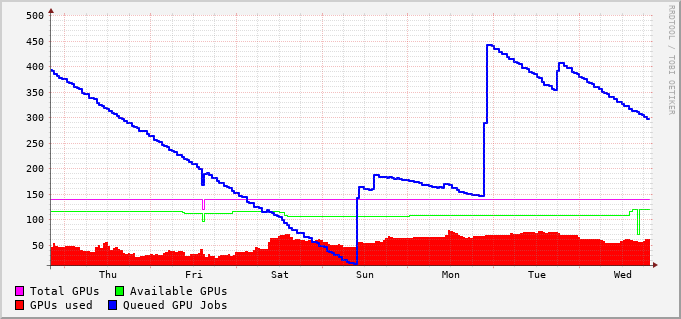 500
450
400
350
300
250
200
150
100
50
Thu Fri Sat Sun Mon Tue Wed
Total GPUs Available GPUs
GPUs used Queued GPU Jobs
RRDTOOL / TOBI OETIKER